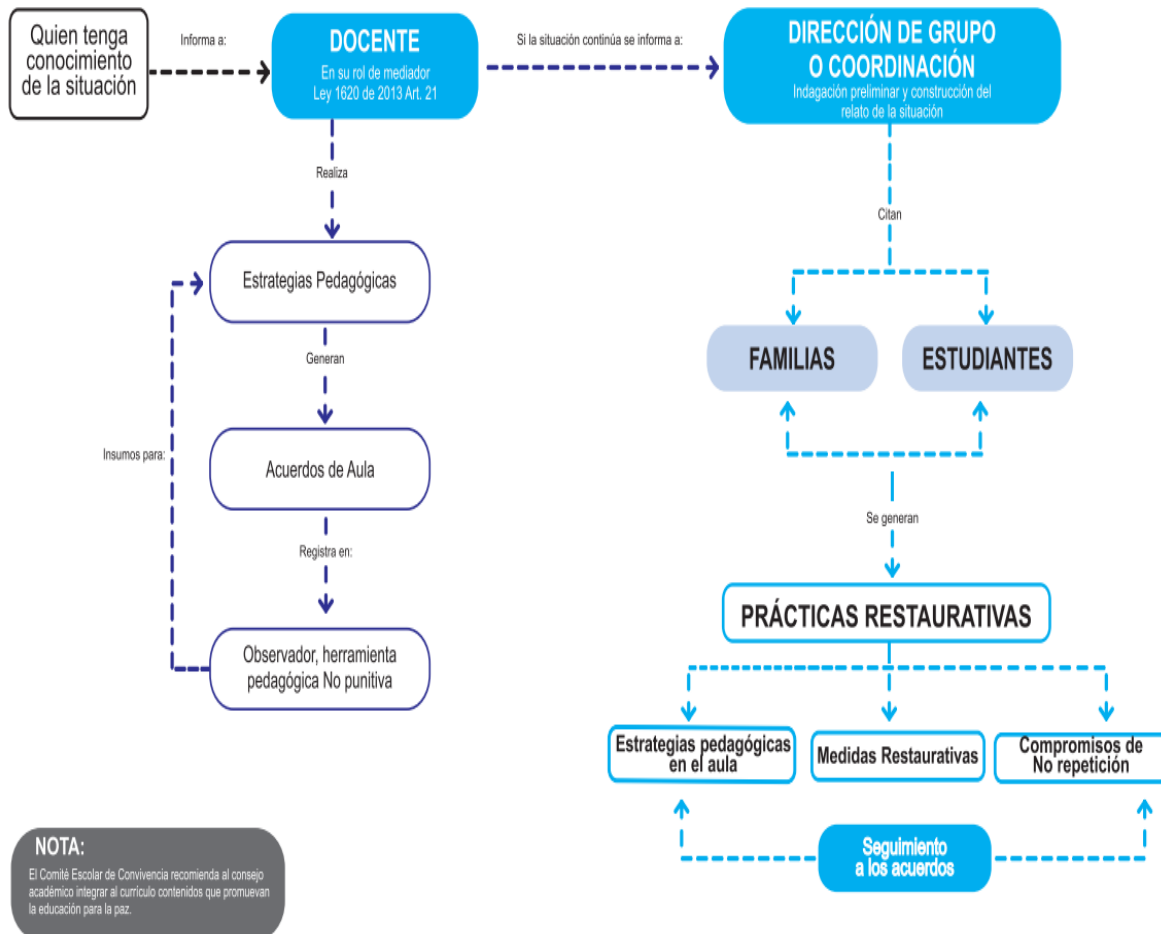 Quien tenga
conocimiento
de la situación
Informa a:
DOCENTE
En su rol de mediador
Ley 1620 de 2013 Art. 21
Si la situación continúa se informa a:
DIRECCIÓN DE GRUPO
O COORDINACIÓN
Indagación preliminar y construcción del
relato de la situación
Realiza
Estrategias Pedagógicas
Generan
Acuerdos de Aula
Insumos para:
Registra en:
Observador, herramienta
pedagógica No punitiva
Citan
FAMILIAS
ESTUDIANTES
Se generan
PRÁCTICAS RESTAURATIVAS
Estrategias pedagógicas
en el aula
Medidas Restaurativas
Compromisos de
No repetición
Seguimiento
a los acuerdos
NOTA:
El Comité Escolar de Convivencia recomienda al consejo
académico integrar al currículo contenidos que promuevan
la educación para la paz.